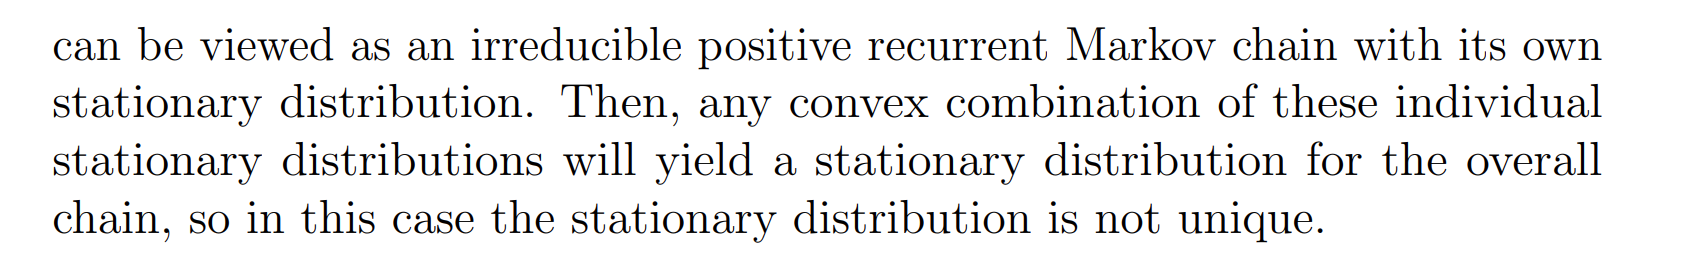 can be viewed as an irreducible positive recurrent Markov chain with its own
stationary distribution. Then, any convex combination of these individual
stationary distributions will yield a stationary distribution for the overall
chain, so in this case the stationary distribution is not unique.